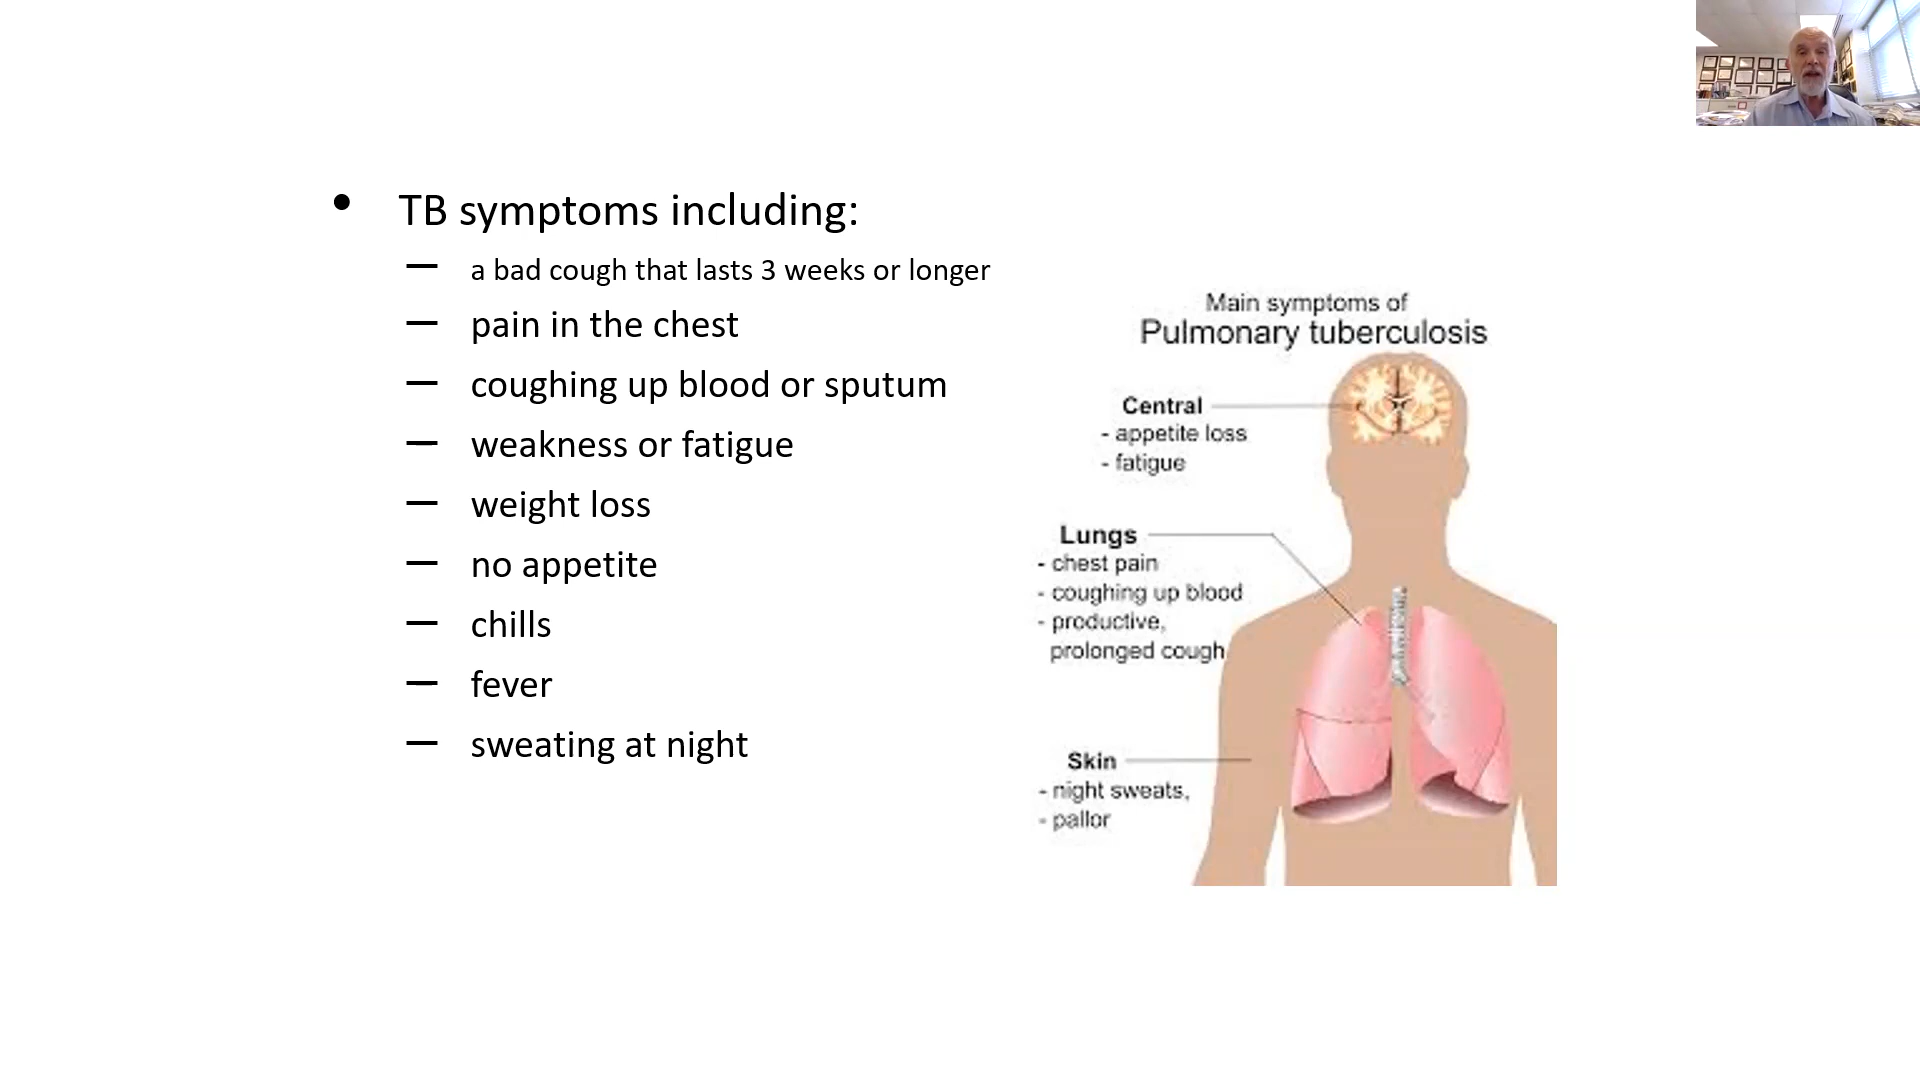 • TB symptoms including:
— a bad cough that lasts 3 weeks or longer
— pain in the chest
— coughing up blood or sputum
— weakness or fatigue
— weight loss
— no appetite
— chills
— fever
— sweating at night
Main symptoms of
Pulmonary tuberculosis
Central
- appetite loss
- fatigue
Lungs
- chest pain
- coughing up blood
- productive,
prolonged cough
Skin
- night sweats,
- pallor